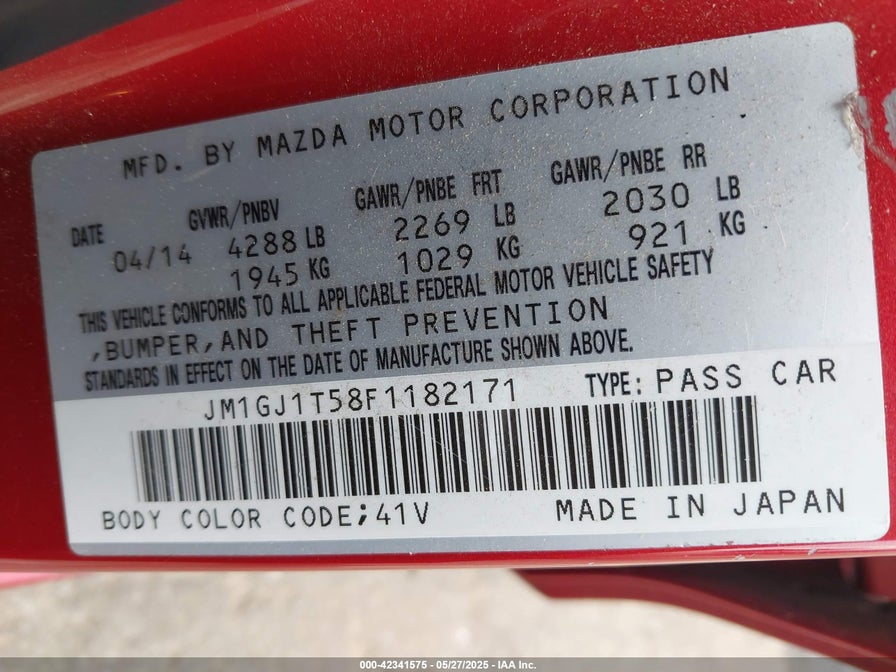 MFD. BY MAZDA MOTOR CORPORATION
DATE GVWR/PNBV GAWR/PNBE FRT GAWR/PNBE RR
04/14 4288 LB 2269 LB 2030 LB
1945 KG 1029 KG 921 KG
THIS VEHICLE CONFORMS TO ALL APPLICABLE FEDERAL MOTOR VEHICLE SAFETY
,BUMPER,AND THEFT PREVENTION
STANDARDS IN EFFECT ON THE DATE OF MANUFACTURE SHOWN ABOVE.
JM1GJ1T58F1182171 TYPE: PASS CAR
BODY COLOR CODE;41V MADE IN JAPAN
000-42341575 | 05/27/2025 - IAA Inc.